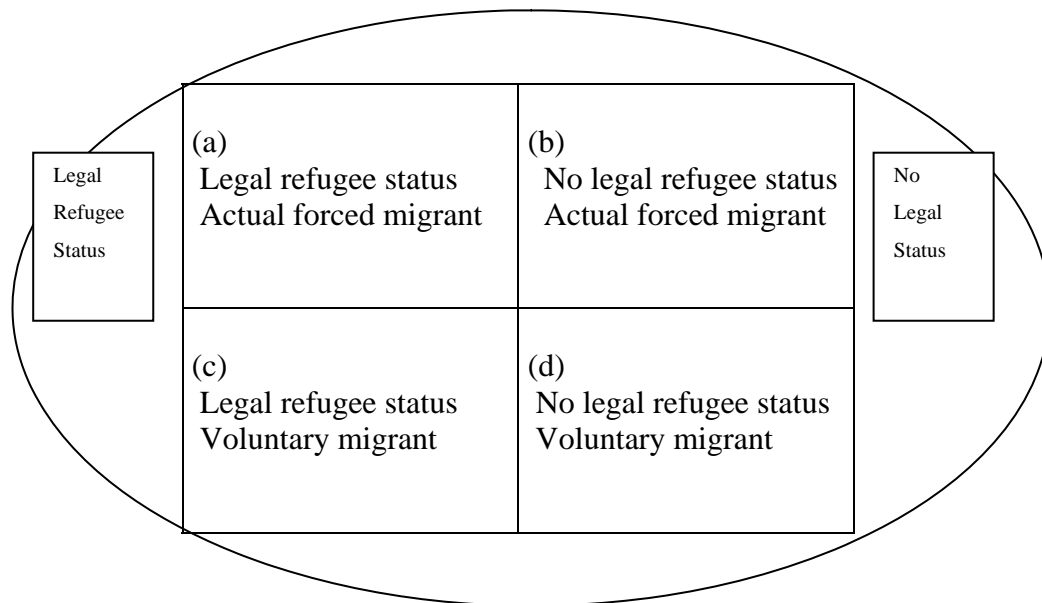 Legal
Refugee
Status
(a)
Legal refugee status
Actual forced migrant
(b)
No legal refugee status
Actual forced migrant
(c)
Legal refugee status
Voluntary migrant
(d)
No legal refugee status
Voluntary migrant
No
Legal
Status